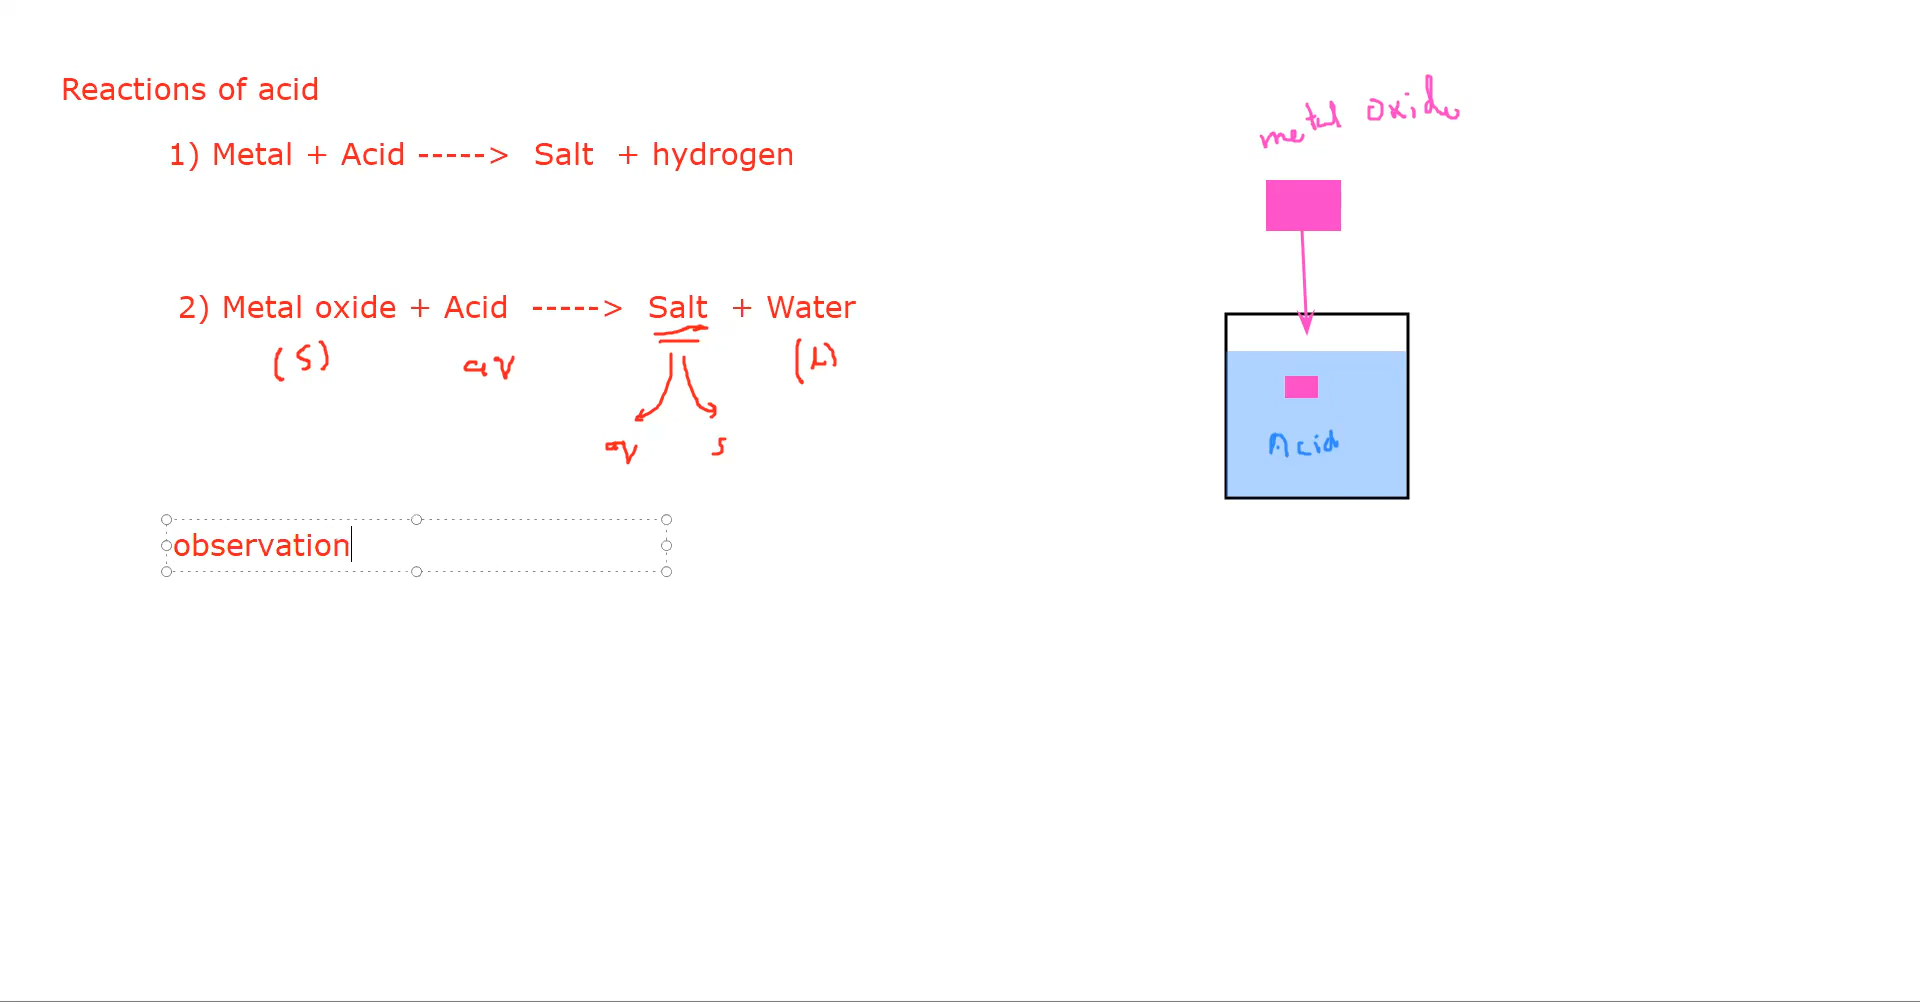 Reactions of acid
1) Metal + Acid -----> Salt + hydrogen
2) Metal oxide + Acid -----> Salt + Water
(S) aq (L)
aq s
observation
metal oxide
Acid